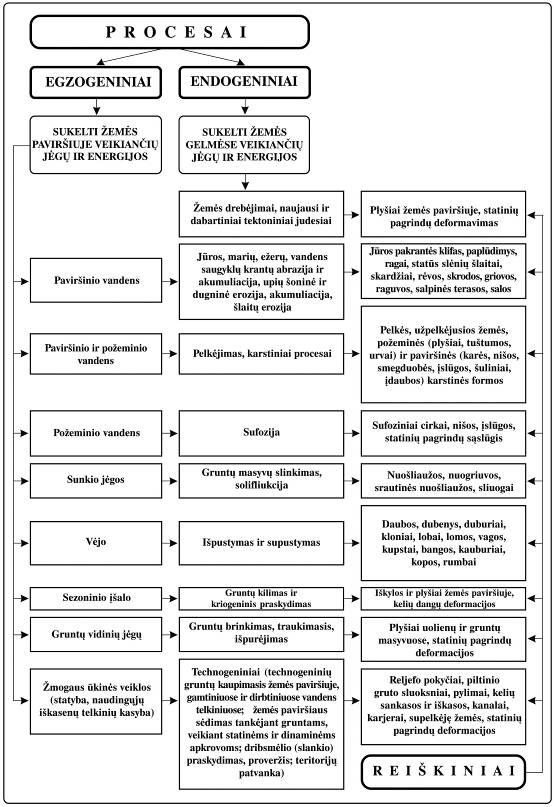 PROCESAI
EGZOGENINIAI
ENDOGENINIAI
SUKELTI ŽEMĖS
PAVIRŠIUJE VEIKIANČIŲ
JĖGŲ IR ENERGIJOS
SUKELTI ŽEMĖS
GELMĖSE VEIKIANČIŲ
JĖGŲ IR ENERGIJOS
Žemės drebėjimai, naujausi ir
dabartiniai tektoniniai judesiai
Plyšiai žemės paviršiuje, statinių
pagrindų deformavimas
Paviršinio vandens
Jūros, marių, ežerų, vandens
saugyklų krantų abrazija ir
akumuliacija, upių šoninė ir
dugninė erozija, akumuliacija,
šlaitų erozija
Jūros pakrantės klifas, paplūdimys,
ragai, statūs slėnių šlaitai,
skardžiai, rėvos, skrodos, griovos,
raguvos, salpinės terasos, salos
Paviršinio ir požeminio
vandens
Pelkėjimas, karstiniai procesai
Pelkės, užpelkėjusios žemės,
požeminės (plyšiai, tuštumos,
urvai) ir paviršinės (karės, nišos,
smegduobės, įslūgos, šuliniai,
įdaubos) karstinės formos
Požeminio vandens
Sufozija
Sufoziniai cirkai, nišos, įslūgos,
statinių pagrindų sąslūgis
Sunkio jėgos
Gruntų masyvų slinkimas,
solifliukcija
Nuošliaužos, nuogriuvos,
srautinės nuošliaužos, sliuogai
Vėjo
Išpustymas ir supustymas
Daubos, dubenys, duburiai,
kloniai, lobai, lomos, vagos,
kupstai, bangos, kauburiai,
kopos, rumbai
Sezoninio įšalo
Gruntų kilimas ir
kriogeninis praskydimas
Iškylos ir plyšiai žemės paviršiuje,
kelių dangų deformacijos
Gruntų vidinių jėgų
Gruntų brinkimas, traukimasis,
išpurėjimas
Plyšiai uolienų ir gruntų
masyvuose, statinių pagrindų
deformacijos
Žmogaus ūkinės veiklos
(statyba, naudingųjų
iškasenų telkinių kasyba)
Technogeniniai (technogeninių
gruntų kaupimasis žemės paviršiuje,
gamtiniuose ir dirbtiniuose vandens
telkiniuose; žemės paviršiaus
sėdimas tankėjant gruntams,
veikiant statinėms ir dinaminėms
apkrovoms; dribsmėlio (slankio)
praskydimas, proveržis; teritorijų
patvanka)
Reljefo pokyčiai, piltinio
gruto sluoksniai, pylimai, kelių
sankasos ir iškasos, kanalai,
karjerai, supelkėję žemės, statinių
pagrindų deformacijos
REIŠKINIAI